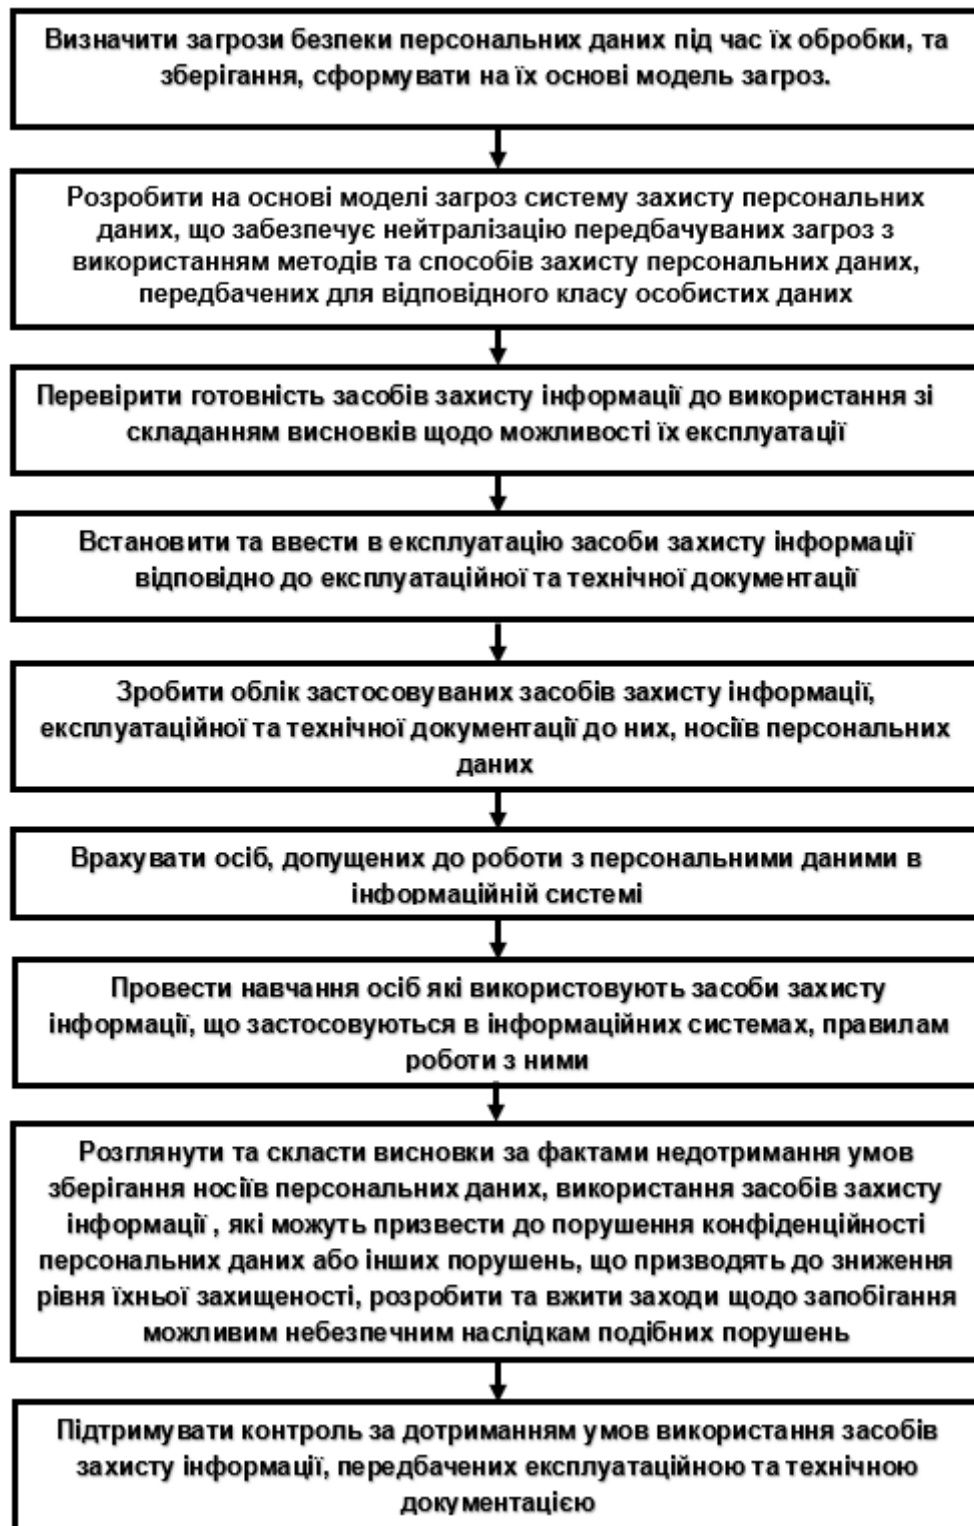 Визначити загрози безпеки персональних даних під час їх обробки, та
зберігання, сформувати на їх основі модель загроз.
Розробити на основі моделі загроз систему захисту персональних
даних, що забезпечує нейтралізацію передбачуваних загроз з
використанням методів та способів захисту персональних даних,
передбачених для відповідного класу особистих даних
Перевірити готовність засобів захисту інформації до використання зі
складанням висновків щодо можливості їх експлуатації
Встановити та ввести в експлуатацію засоби захисту інформації
відповідно до експлуатаційної та технічної документації
Зробити облік застосовуваних засобів захисту інформації,
експлуатаційної та технічної документації до них, носіїв персональних
даних
Врахувати осіб, допущених до роботи з персональними даними в
інформаційній системі
Провести навчання осіб які використовують засоби захисту
інформації, що застосовуються в інформаційних системах, правилам
роботи з ними
Розглянути та скласти висновки за фактами недотримання умов
зберігання носіїв персональних даних, використання засобів захисту
інформації , які можуть призвести до порушення конфіденційності
персональних даних або інших порушень, що призводять до зниження
рівня їхньої захищеності, розробити та вжити заходи щодо запобігання
можливим небезпечним наслідкам подібних порушень
Підтримувати контроль за дотриманням умов використання засобів
захисту інформації, передбачених експлуатаційною та технічною
документацією